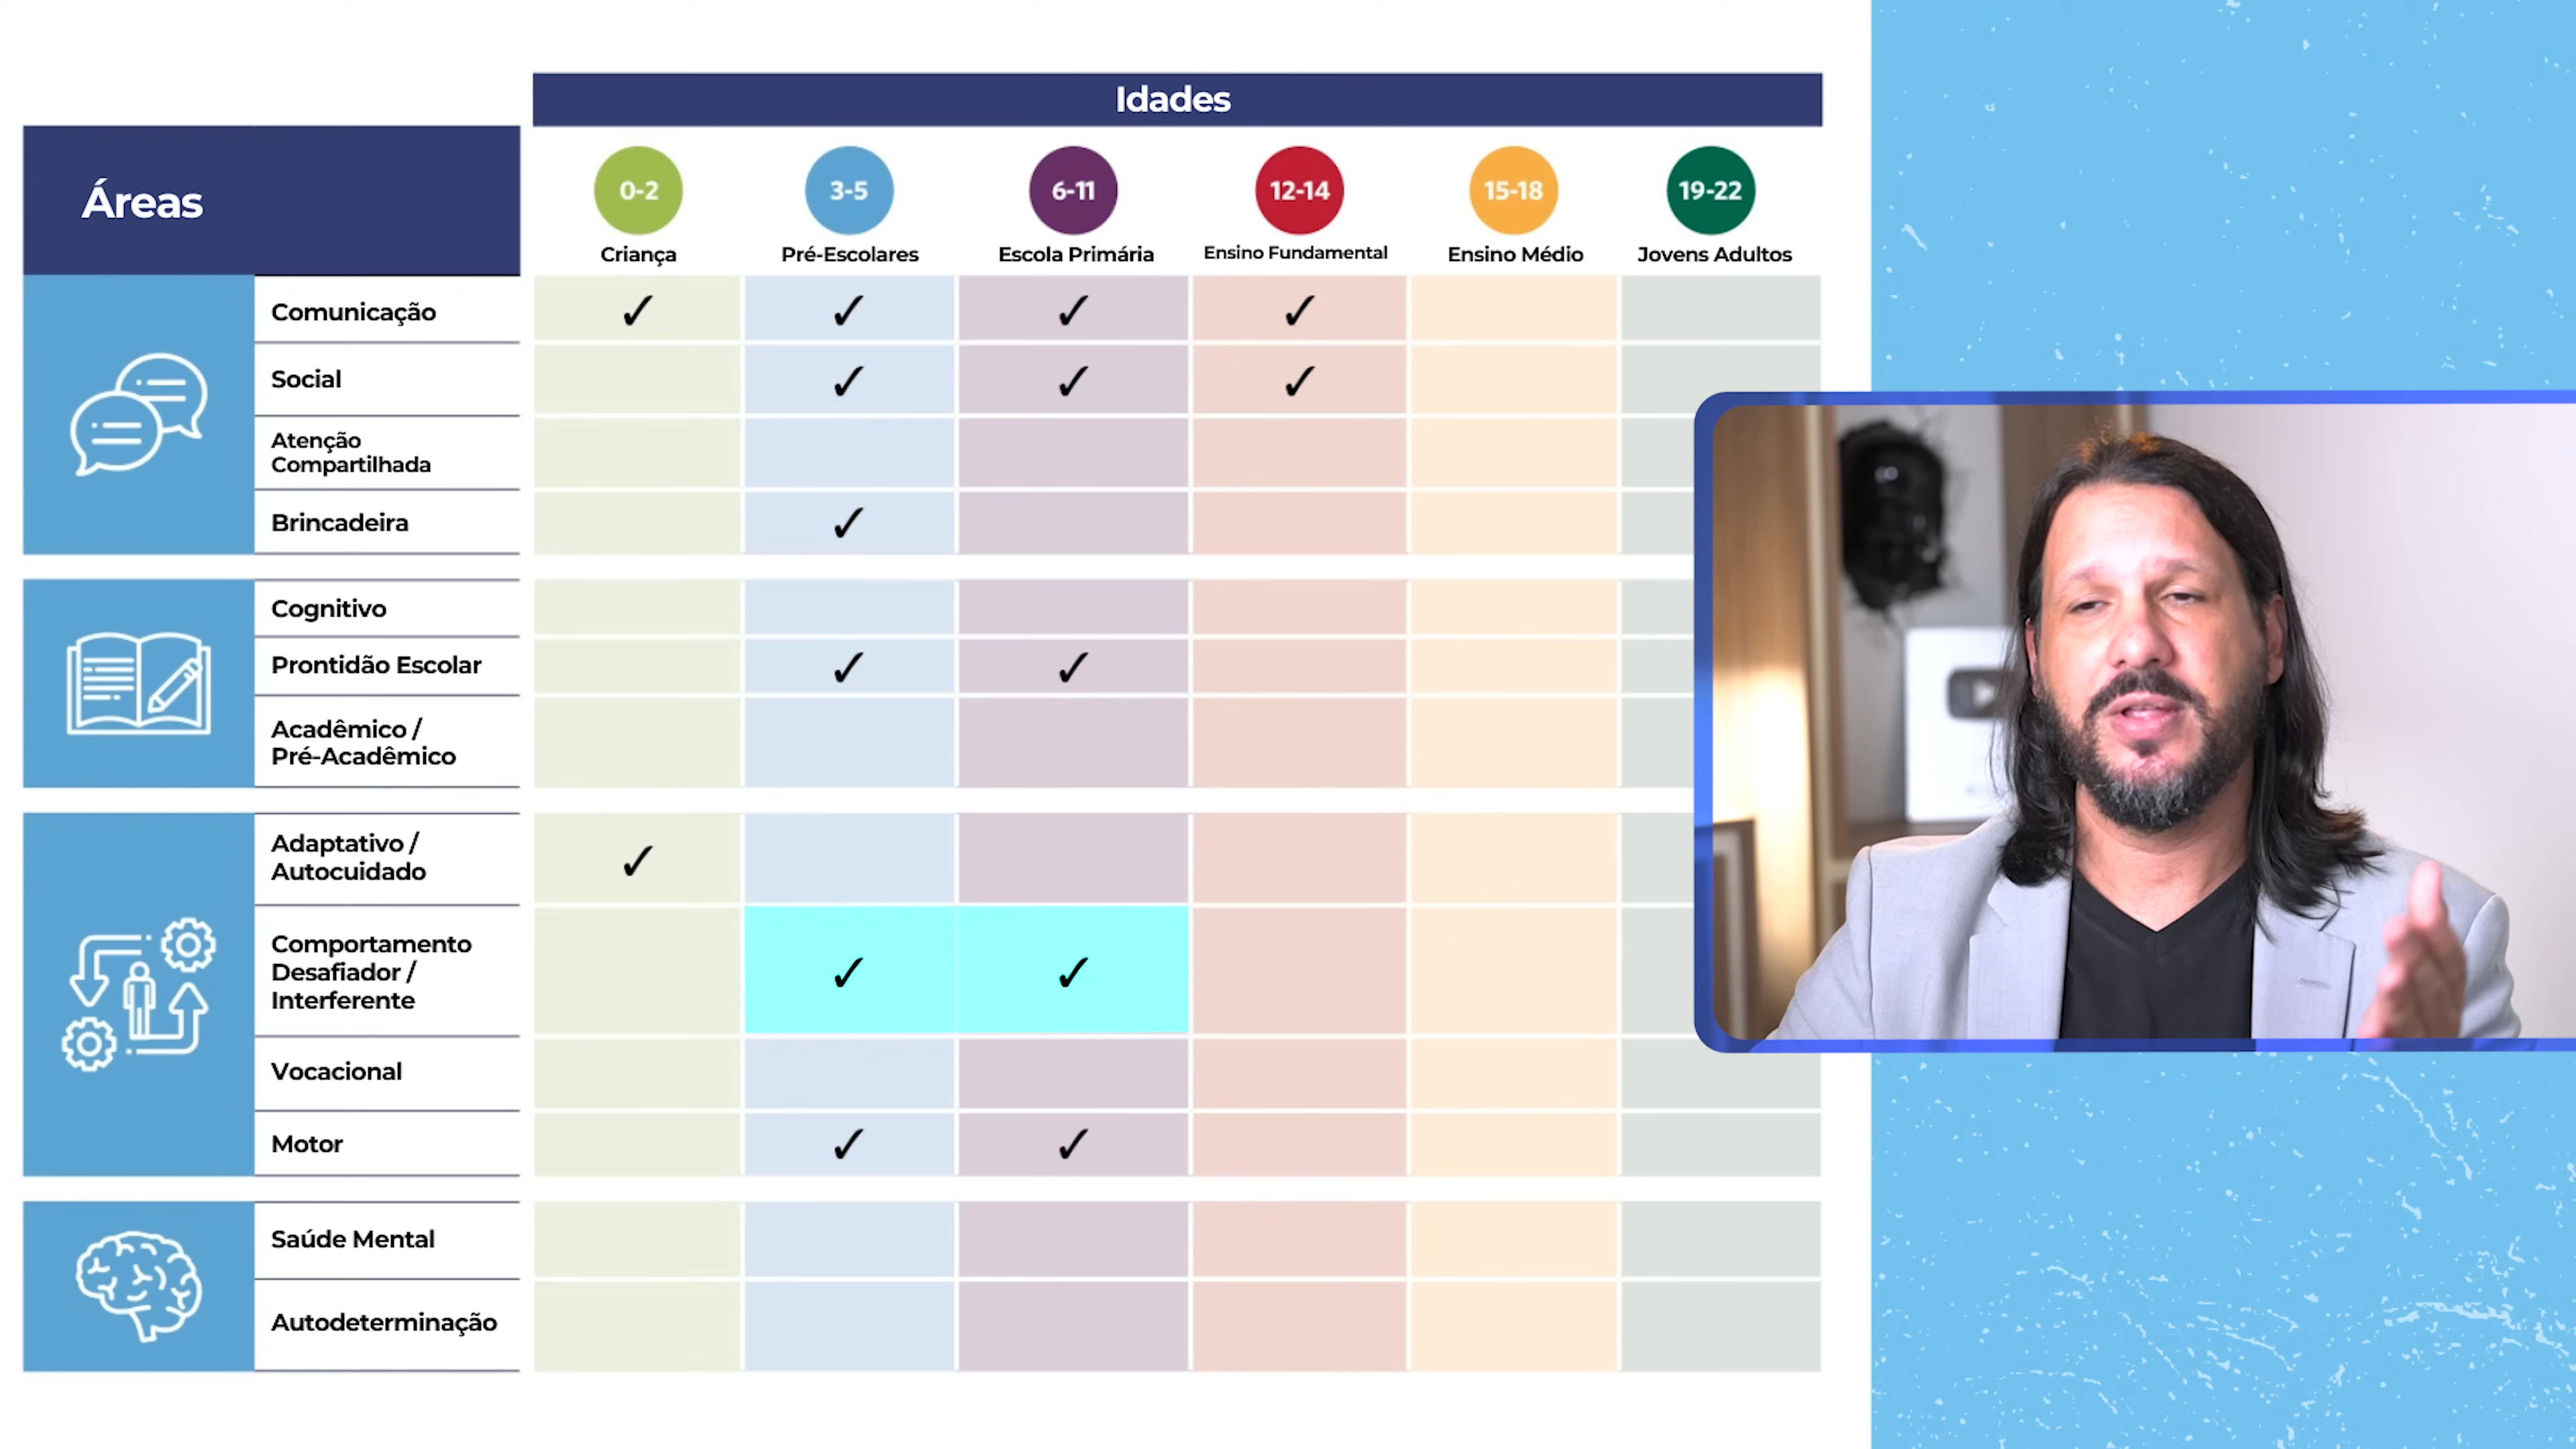 Idades
Áreas
0-2
3-5
6-11
12-14
15-18
19-22
Criança
Pré-Escolares
Escola Primária
Ensino Fundamental
Ensino Médio
Jovens Adultos
Comunicação
✓ ✓ ✓ ✓
Social
✓ ✓ ✓
Atenção
Compartilhada
Brincadeira
✓
Cognitivo
Prontidão Escolar
✓ ✓
Acadêmico /
Pré-Acadêmico
Adaptativo /
Autocuidado
✓
Comportamento
Desafiador /
Interferente
✓ ✓
Vocacional
Motor
✓ ✓
Saúde Mental
Autodeterminação